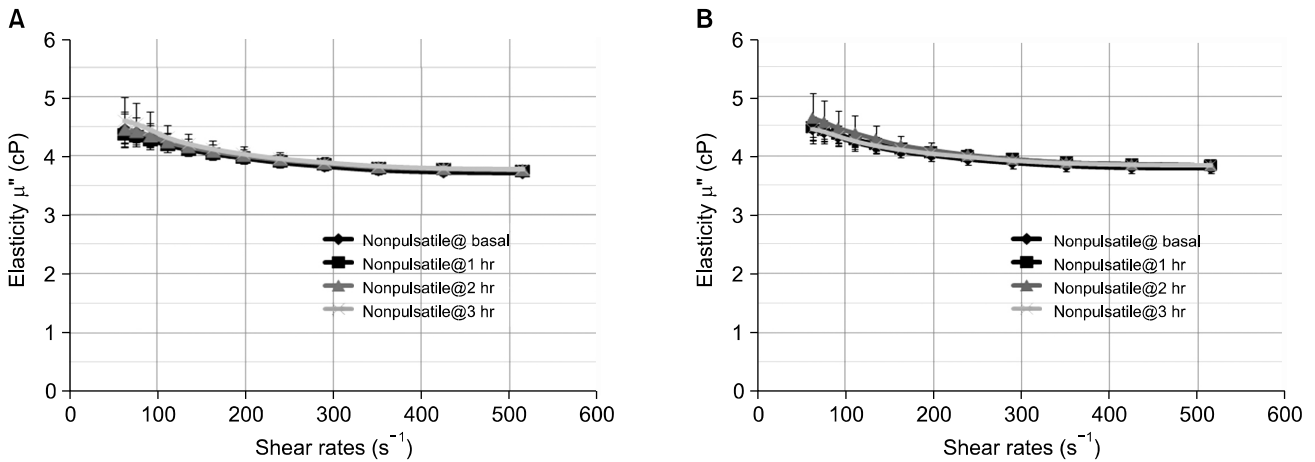 A
Elasticity μ" (cP)
6
5
4
3
2
1
0
Nonpulsatile@ basal
Nonpulsatile@1 hr
Nonpulsatile@2 hr
Nonpulsatile@3 hr
0 100 200 300 400 500 600
Shear rates (s⁻¹)
B
Elasticity μ" (cP)
6
5
4
3
2
1
0
Nonpulsatile@ basal
Nonpulsatile@1 hr
Nonpulsatile@2 hr
Nonpulsatile@3 hr
0 100 200 300 400 500 600
Shear rates (s⁻¹)